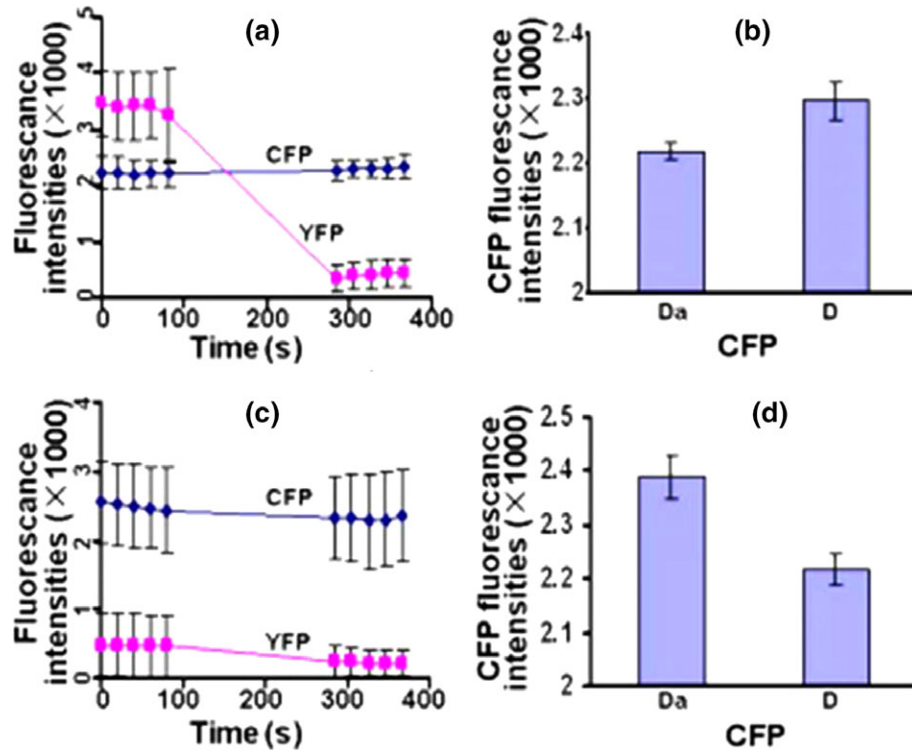 (a)
Fluorescance
intensities (×1000)
5
4
3
2
1
0
CFP
YFP
0 100 200 300 400
Time (s)
(b)
CFP fluorescance
intensities (×1000)
2.4
2.3
2.2
2.1
2
Da D
CFP
(c)
Fluorescance
intensities (×1000)
4
3
2
1
0
CFP
YFP
0 100 200 300 400
Time (s)
(d)
CFP fluorescance
intensities (×1000)
2.5
2.4
2.3
2.2
2.1
2
Da D
CFP